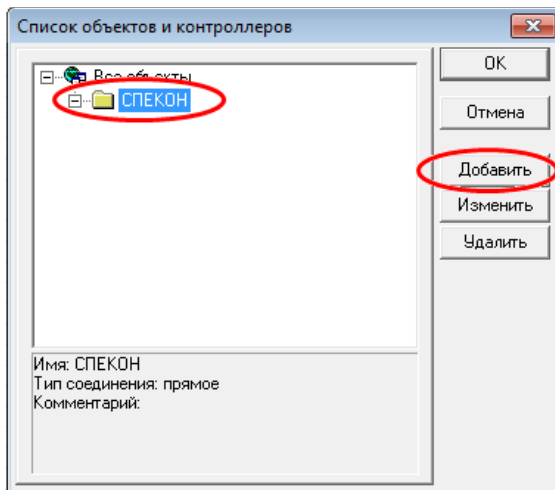 Список объектов и контроллеров
Все объекты
СПЕКОН
OK
Отмена
Добавить
Изменить
Удалить
Имя: СПЕКОН
Тип соединения: прямое
Комментарий: